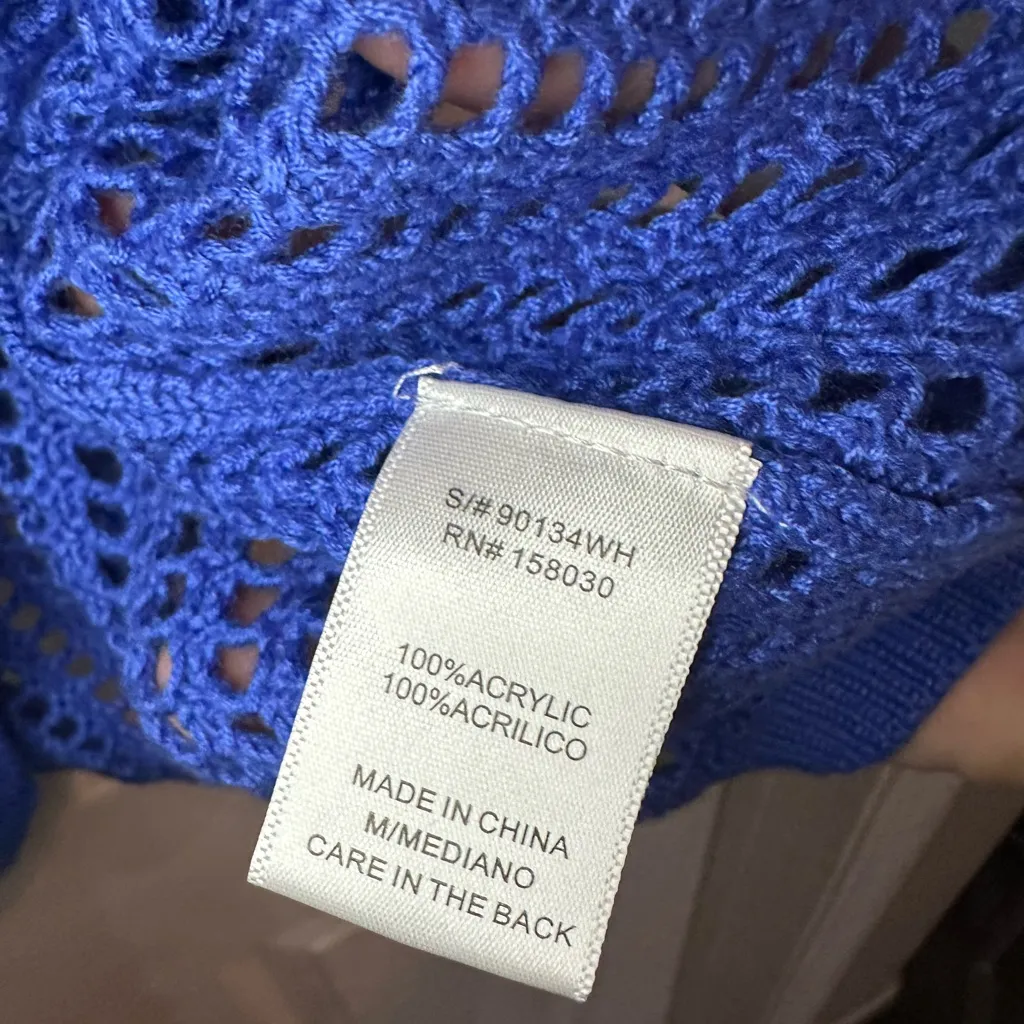 S/# 90134WH
RN# 158030
100%ACRYLIC
100%ACRILICO
MADE IN CHINA
M/MEDIANO
CARE IN THE BACK